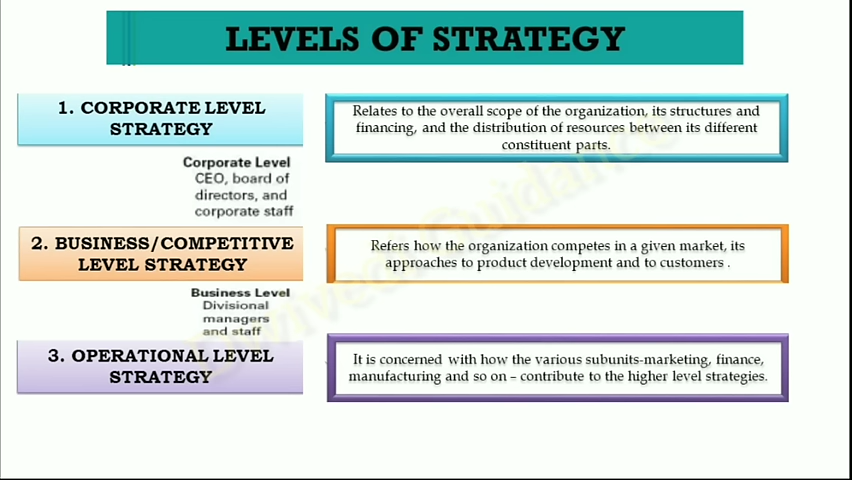 LEVELS OF STRATEGY
1. CORPORATE LEVEL
STRATEGY
Relates to the overall scope of the organization, its structures and
financing, and the distribution of resources between its different
constituent parts.
Corporate Level
CEO, board of
directors, and
corporate staff
2. BUSINESS/COMPETITIVE
LEVEL STRATEGY
Refers how the organization competes in a given market, its
approaches to product development and to customers .
Business Level
Divisional
managers
and staff
3. OPERATIONAL LEVEL
STRATEGY
It is concerned with how the various subunits-marketing, finance,
manufacturing and so on – contribute to the higher level strategies.
Guidance